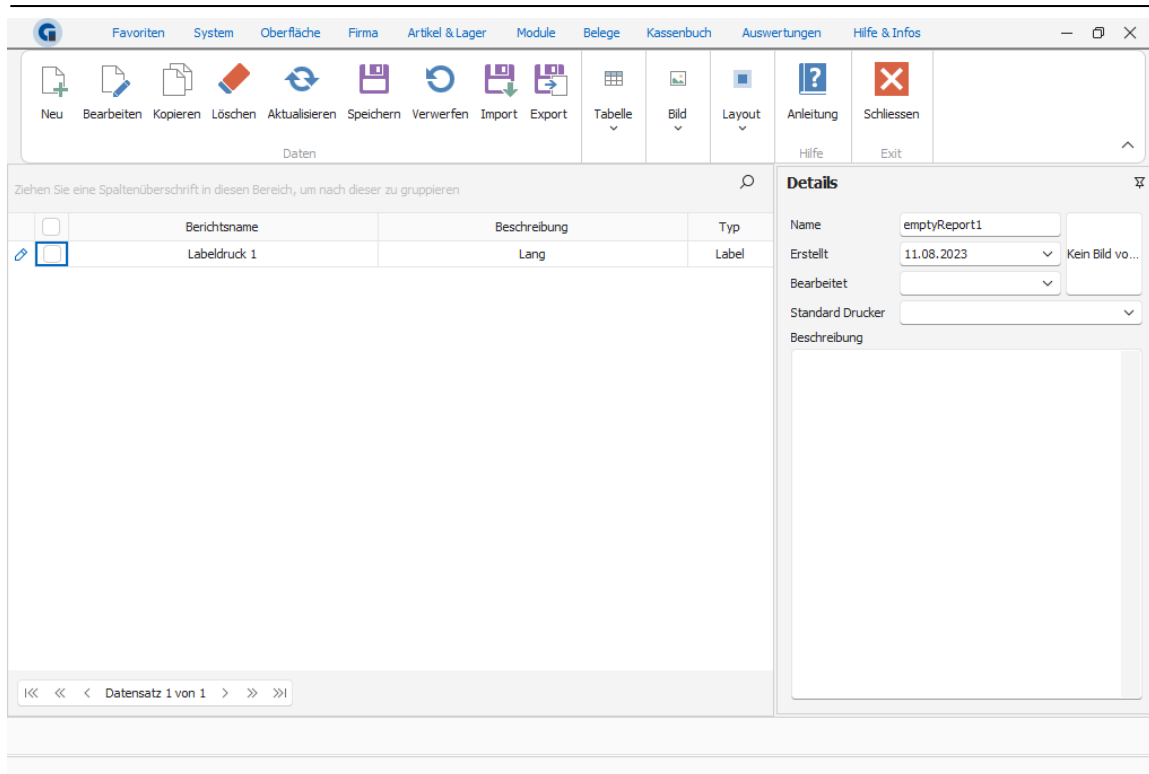 Favoriten System Oberfläche Firma Artikel & Lager Module Belege Kassenbuch Auswertungen Hilfe & Infos
Neu Bearbeiten Kopieren Löschen Aktualisieren Speichern Verwerfen Import Export Tabelle Bild Layout Anleitung Schliessen
Daten Hilfe Exit
Ziehen Sie eine Spaltenüberschrift in diesen Bereich, um nach dieser zu gruppieren
Berichtsname Beschreibung Typ
Labeldruck 1 Lang Label
Datensatz 1 von 1
Details
Name emptyReport1
Erstellt 11.08.2023 Kein Bild vo...
Bearbeitet
Standard Drucker
Beschreibung